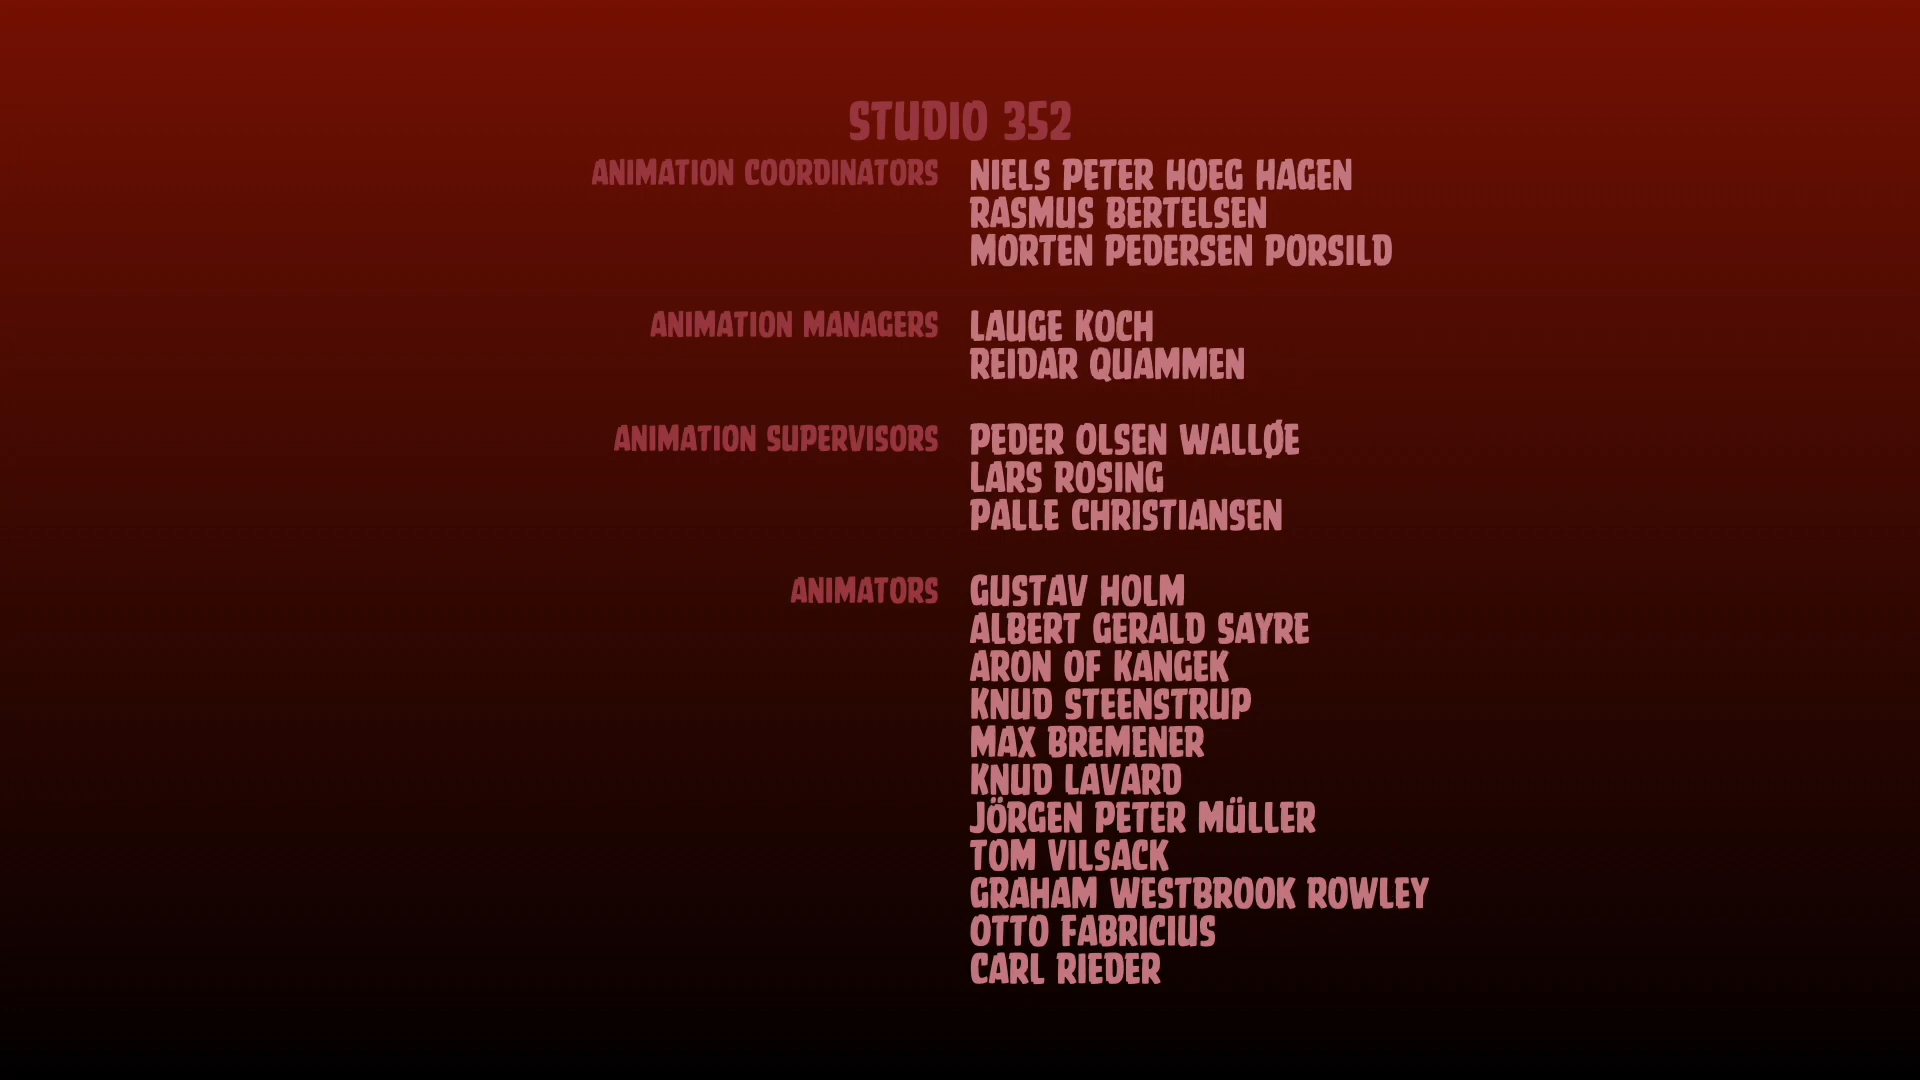 STUDIO 352
ANIMATION COORDINATORS NIELS PETER HOEG HAGEN
RASMUS BERTELSEN
MORTEN PEDERSEN PORSILD
ANIMATION MANAGERS LAUGE KOCH
REIDAR QUAMMEN
ANIMATION SUPERVISORS PEDER OLSEN WALLØE
LARS ROSING
PALLE CHRISTIANSEN
ANIMATORS GUSTAV HOLM
ALBERT GERALD SAYRE
ARON OF KANGEK
KNUD STEENSTRUP
MAX BREMENER
KNUD LAVARD
JÖRGEN PETER MÜLLER
TOM VILSACK
GRAHAM WESTBROOK ROWLEY
OTTO FABRICIUS
CARL RIEDER